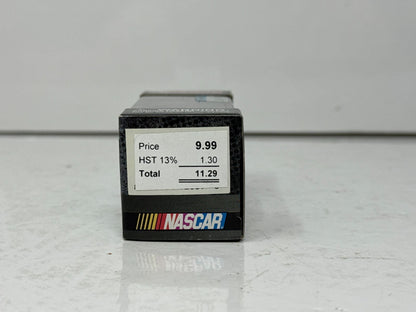 Price 9.99
HST 13% 1.30
Total 11.29
NASCAR